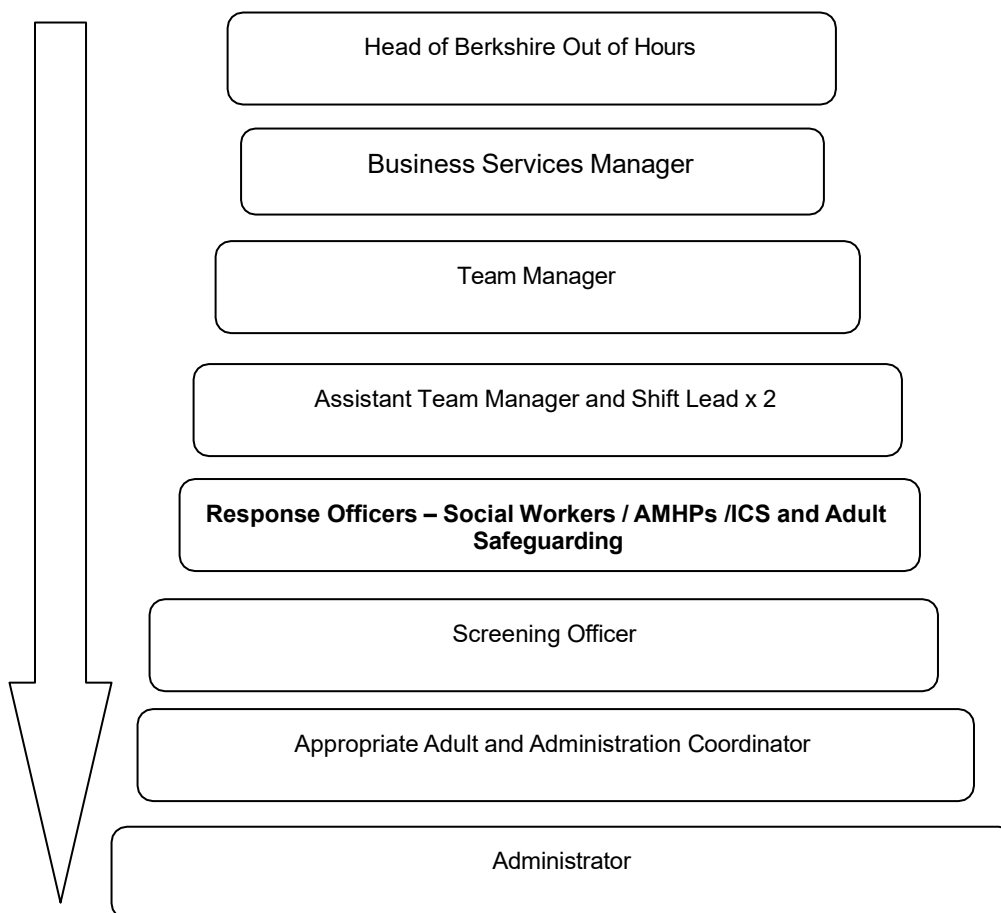 Head of Berkshire Out of Hours
Business Services Manager
Team Manager
Assistant Team Manager and Shift Lead x 2
Response Officers – Social Workers / AMHPs /ICS and Adult
Safeguarding
Screening Officer
Appropriate Adult and Administration Coordinator
Administrator